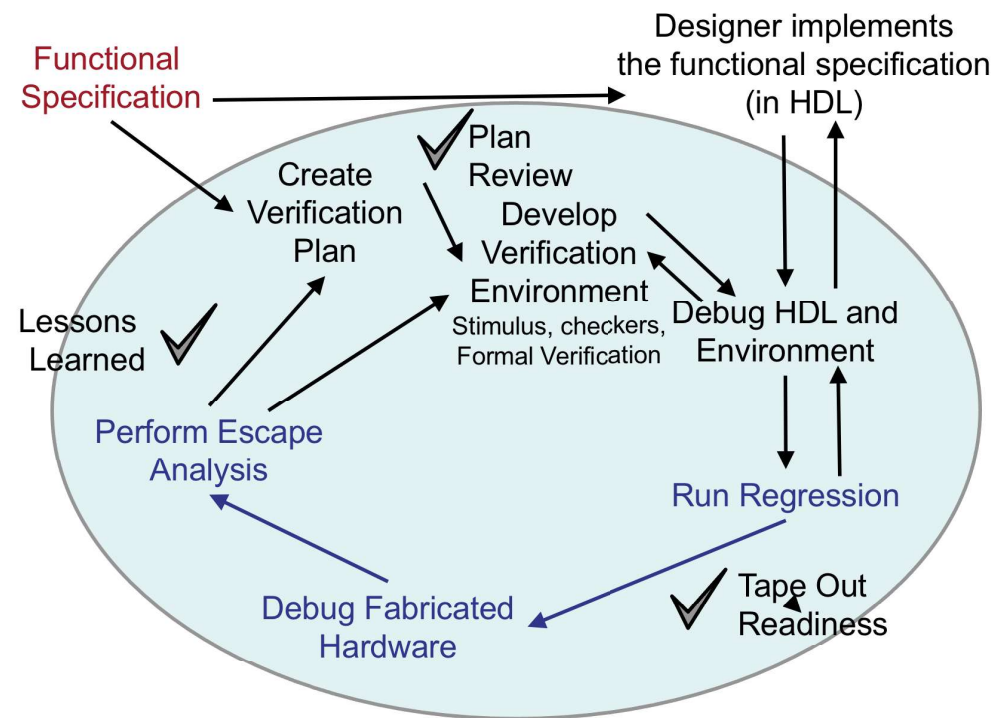 Functional
Specification
Designer implements
the functional specification
(in HDL)
Plan
Review
Create
Verification
Plan
Develop
Verification
Environment
Stimulus, checkers,
Formal Verification
Debug HDL and
Environment
Lessons
Learned
Perform Escape
Analysis
Run Regression
Debug Fabricated
Hardware
Tape Out
Readiness